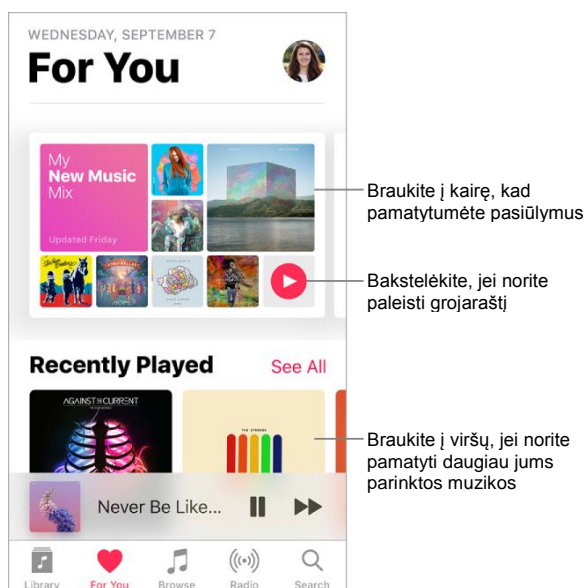 WEDNESDAY, SEPTEMBER 7
For You
My
New Music
Mix
Updated Friday
Braukite į kairę, kad
pamatytumėte pasiūlymus
Bakstelėkite, jei norite
paleisti grojaraštį
Recently Played
See All
AGAINST THE CURRENT
THE STROKES
Braukite į viršų, jei norite
pamatyti daugiau jums
parinktos muzikos
Never Be Like...
Library
For You
Browse
Radio
Search